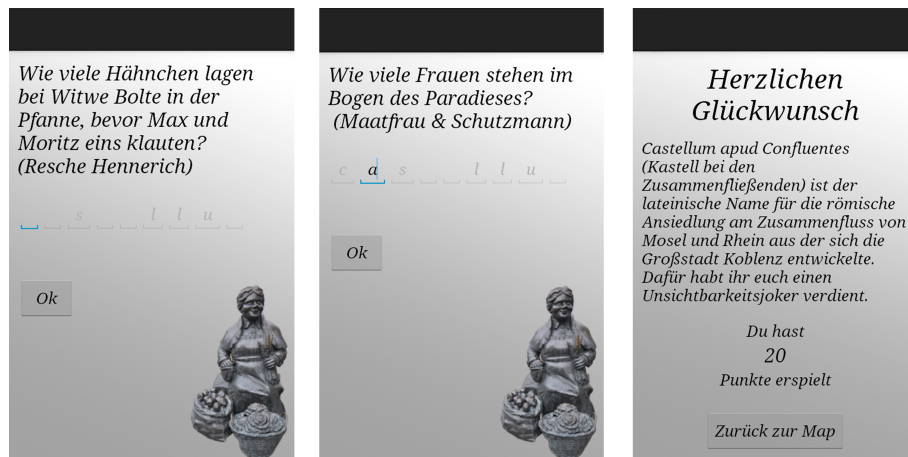 Wie viele Hähnchen lagen
bei Witwe Bolte in der
Pfanne, bevor Max und
Moritz eins klauten?
(Resche Hennerich)
s l l u
Ok
Wie viele Frauen stehen im
Bogen des Paradieses?
(Maatfrau & Schutzmann)
c a s l l u
Ok
Herzlichen
Glückwunsch
Castellum apud Confluentes
(Kastell bei den
Zusammenfließenden) ist der
lateinische Name für die römische
Ansiedlung am Zusammenfluss von
Mosel und Rhein aus der sich die
Großstadt Koblenz entwickelte.
Dafür habt ihr euch einen
Unsichtbarkeitsjoker verdient.
Du hast
20
Punkte erspielt
Zurück zur Map